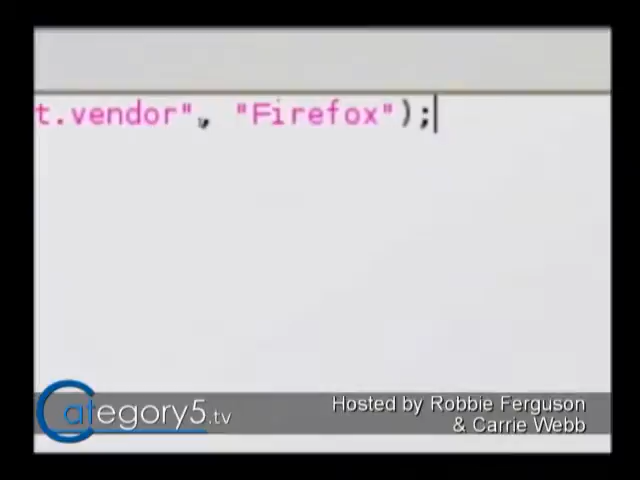 t.vendor", "Firefox");
Category5.tv
Hosted by Robbie Ferguson
& Carrie Webb